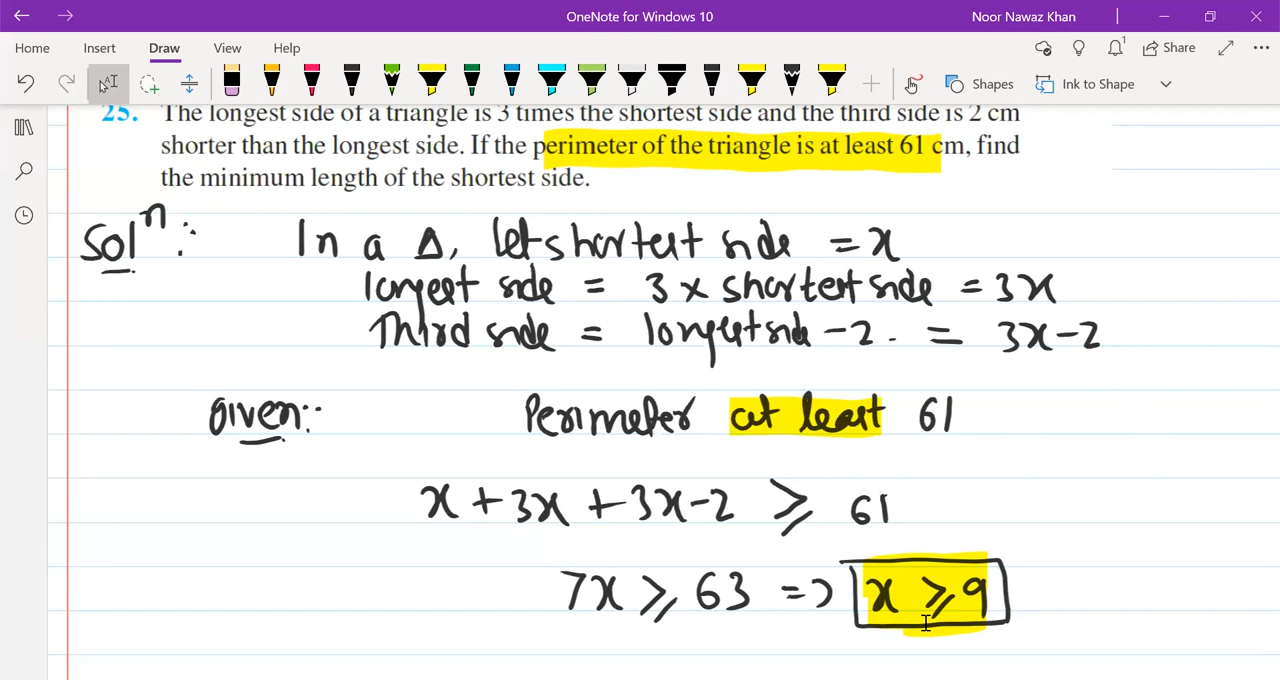 OneNote for Windows 10
Noor Nawaz Khan
Home Insert Draw View Help
1
Share
Shapes
Ink to Shape
25. The longest side of a triangle is 3 times the shortest side and the third side is 2 cm
shorter than the longest side. If the perimeter of the triangle is at least 61 cm, find
the minimum length of the shortest side.
Solⁿ: In a Δ, let shortest side = x
longest side = 3 x shortest side = 3x
Third side = longest side - 2. = 3x-2
Given: Perimeter at least 61
x + 3x + 3x-2 ⩾ 61
7x ⩾ 63 => x ⩾ 9